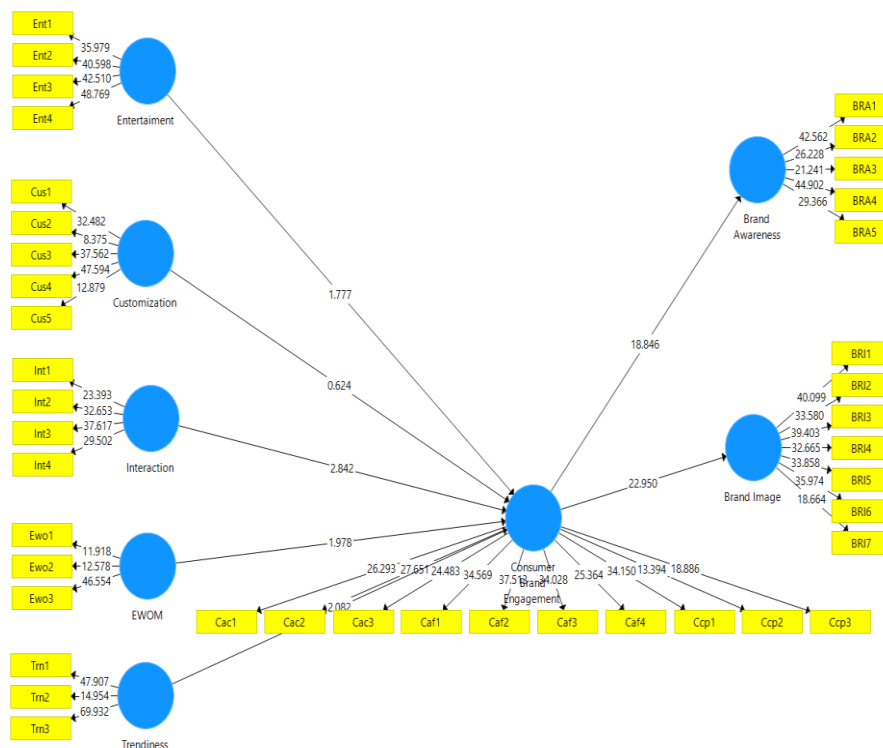 Ent1
Ent2
Ent3
Ent4
35.979
40.598
42.510
48.769
Entertaiment
Cus1
Cus2
Cus3
Cus4
Cus5
32.482
8.375
37.562
47.594
12.879
Customization
Int1
Int2
Int3
Int4
23.393
32.653
37.617
29.502
Interaction
Ewo1
Ewo2
Ewo3
11.918
12.578
46.554
EWOM
Trn1
Trn2
Trn3
47.907
14.954
69.932
Trendiness
1.777
0.624
2.842
1.978
2.082
Consumer
Brand
Engagement
26.293
27.651
24.483
34.569
37.513
34.028
25.364
34.150
13.394
18.886
Cac1
Cac2
Cac3
Caf1
Caf2
Caf3
Caf4
Ccp1
Ccp2
Ccp3
18.846
22.950
Brand
Awareness
42.562
26.228
21.241
44.902
29.366
BRA1
BRA2
BRA3
BRA4
BRA5
Brand Image
40.099
33.580
39.403
32.665
33.858
35.974
18.664
BRI1
BRI2
BRI3
BRI4
BRI5
BRI6
BRI7